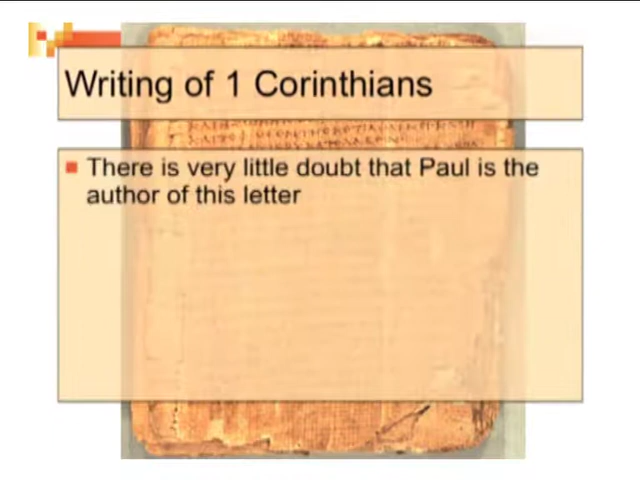 Writing of 1 Corinthians
There is very little doubt that Paul is the
author of this letter